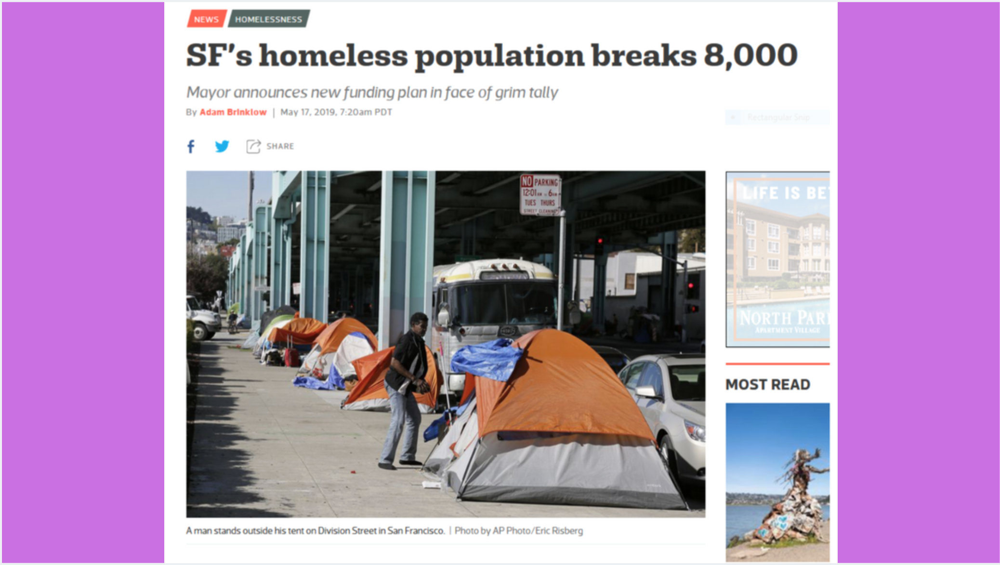 NEWS HOMELESSNESS
SF's homeless population breaks 8,000
Mayor announces new funding plan in face of grim tally
By Adam Brinklow | May 17, 2019, 7:20am PDT
Rectangular Snip
f SHARE
NO PARKING
12:01AM TO 6AM
TUES THURS
STREET CLEANING
LIFE IS BE
NORTH PAR
APARTMENT VILLAGE
MOST READ
A man stands outside his tent on Division Street in San Francisco. | Photo by AP Photo/Eric Risberg